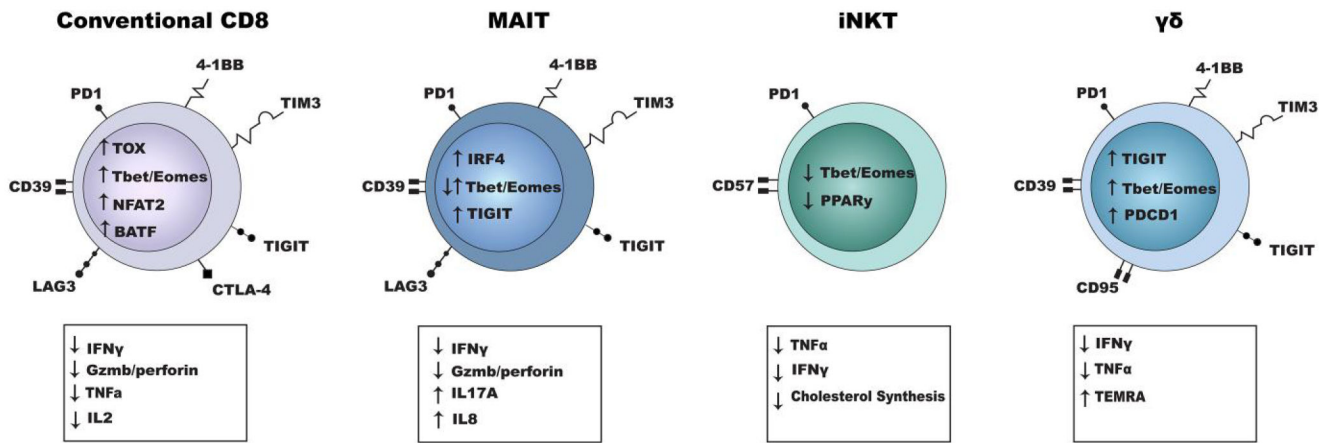 Conventional CD8
4-1BB
PD1
TIM3
↑ TOX
↑ Tbet/Eomes
↑ NFAT2
↑ BATF
CD39
TIGIT
LAG3
CTLA-4
↓ IFNγ
↓ Gzmb/perforin
↓ TNFa
↓ IL2
MAIT
4-1BB
PD1
TIM3
↑ IRF4
↓↑ Tbet/Eomes
↑ TIGIT
CD39
TIGIT
LAG3
↓ IFNγ
↓ Gzmb/perforin
↑ IL17A
↑ IL8
iNKT
PD1
↓ Tbet/Eomes
↓ PPARy
CD57
↓ TNFα
↓ IFNγ
↓ Cholesterol Synthesis
γδ
4-1BB
PD1
TIM3
↑ TIGIT
↑ Tbet/Eomes
↑ PDCD1
CD39
TIGIT
CD95
↓ IFNγ
↓ TNFα
↑ TEMRA